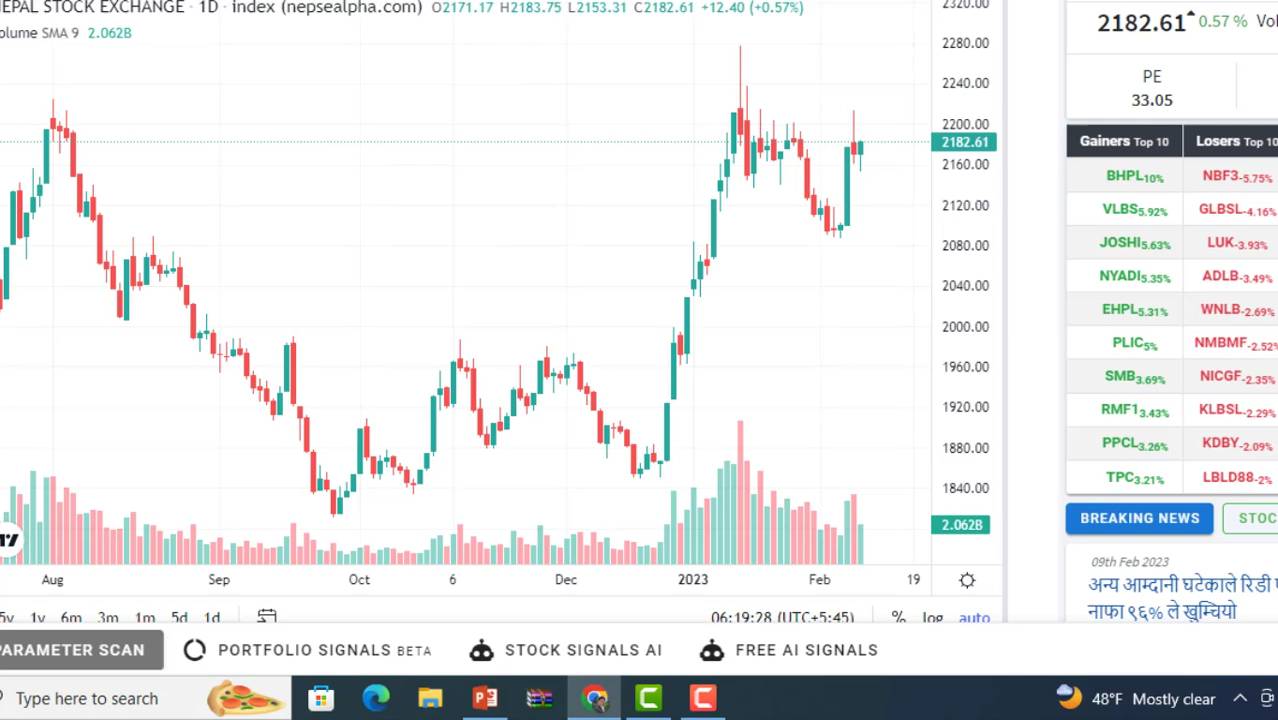 NEPAL STOCK EXCHANGE · 1D · index (nepsealpha.com) O2171.17 H2183.75 L2153.31 C2182.61 +12.40 (+0.57%)
olume SMA 9 2.062B
2320.00
2280.00
2240.00
2200.00
2182.61
2160.00
2120.00
2080.00
2040.00
2000.00
1960.00
1920.00
1880.00
1840.00
2.062B
Aug Sep Oct 6 Dec 2023 Feb 19
5y 1y 6m 3m 1m 5d 1d 06:19:28 (UTC+5:45) % log auto
2182.61 0.57 % Vol
PE
33.05
Gainers Top 10 Losers Top 10
BHPL10% NBF3-5.75%
VLBS5.92% GLBSL-4.16%
JOSHI5.63% LUK-3.93%
NYADI5.35% ADLB-3.49%
EHPL5.31% WNLB-2.69%
PLIC5% NMBMF-2.52%
SMB3.69% NICGF-2.35%
RMF13.43% KLBSL-2.29%
PPCL3.26% KDBY-2.09%
TPC3.21% LBLD88-2%
BREAKING NEWS STOC
09th Feb 2023
अन्य आम्दानी घटेकाले रिडी
नाफा ९६% ले खुम्चियो
PARAMETER SCAN PORTFOLIO SIGNALS BETA STOCK SIGNALS AI FREE AI SIGNALS
Type here to search 48°F Mostly clear